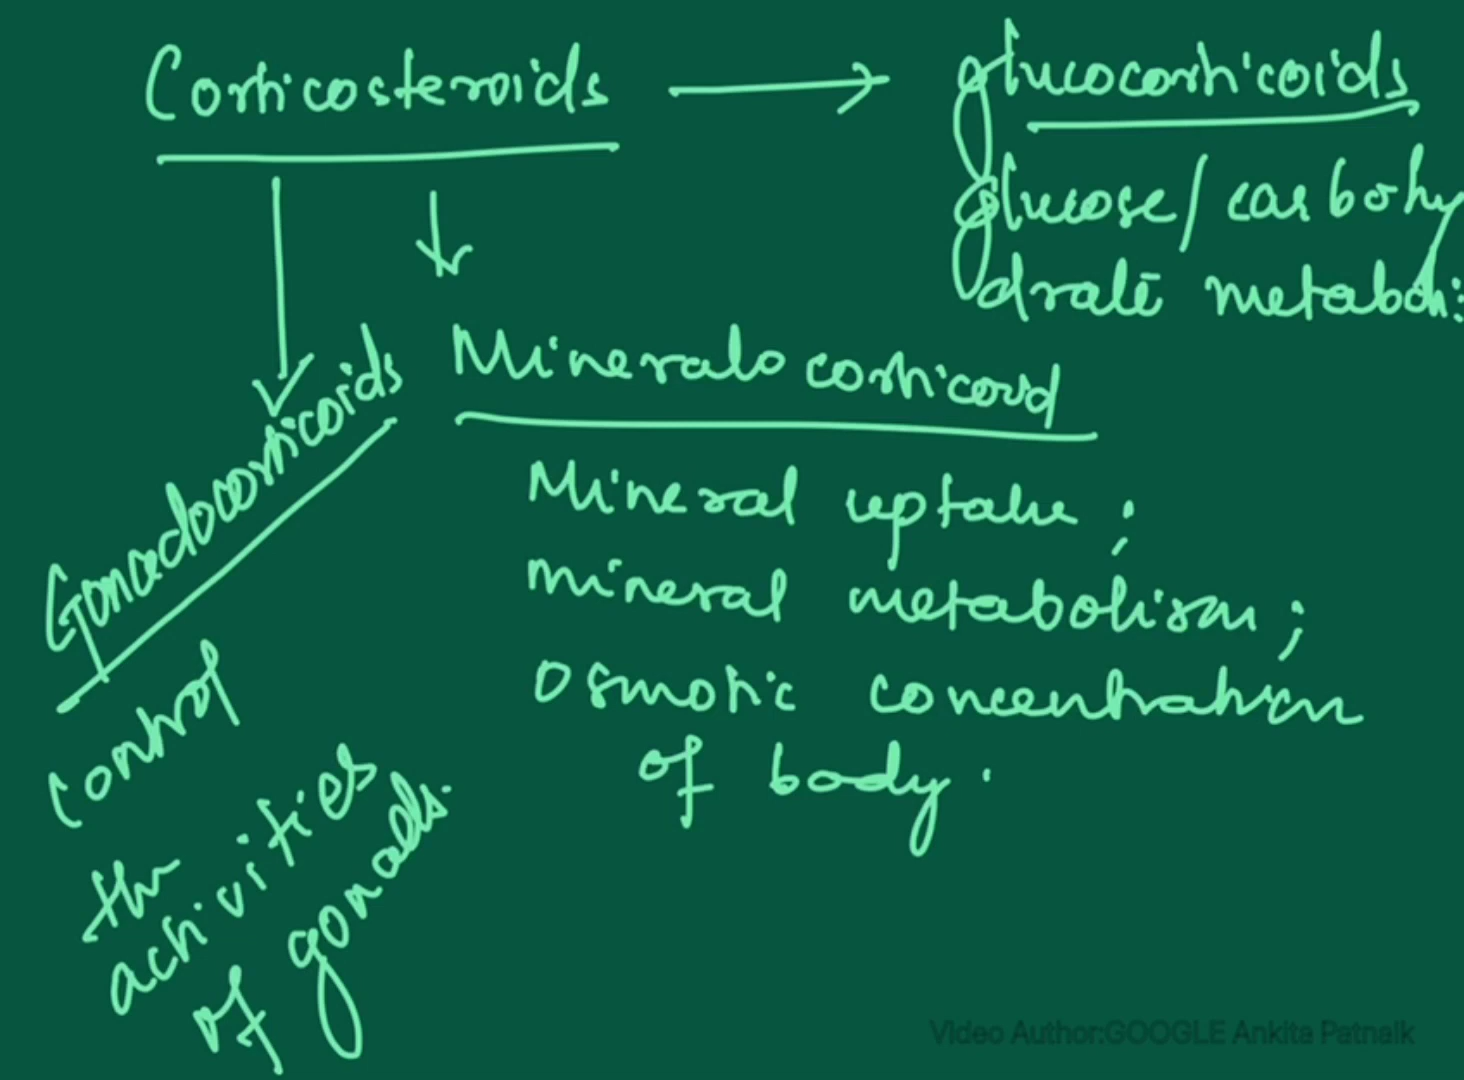 Corticosteroids → glucocorticoids
glucose/carbohy
drate metaboli
Mineralocorticoid
Mineral uptake ;
mineral metabolism ;
Osmotic concentration
of body.
Gonadocorticoids
control
the
activities
of gonads.
Video Author:GOOGLE Ankita Patnaik